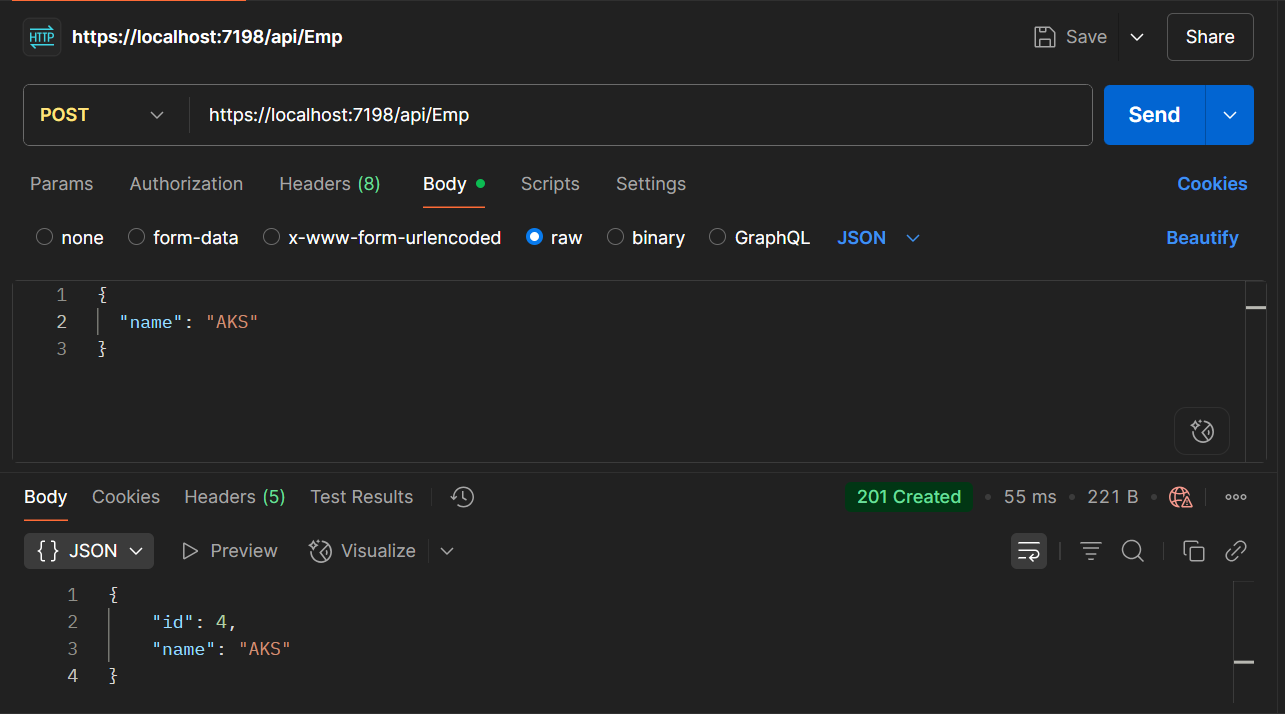 HTTP https://localhost:7198/api/Emp Save Share
POST https://localhost:7198/api/Emp Send
Params Authorization Headers (8) Body Scripts Settings Cookies
none form-data x-www-form-urlencoded raw binary GraphQL JSON Beautify
1 {
2 "name": "AKS"
3 }
Body Cookies Headers (5) Test Results 201 Created • 55 ms • 221 B •
{} JSON Preview Visualize
1 {
2 "id": 4,
3 "name": "AKS"
4 }